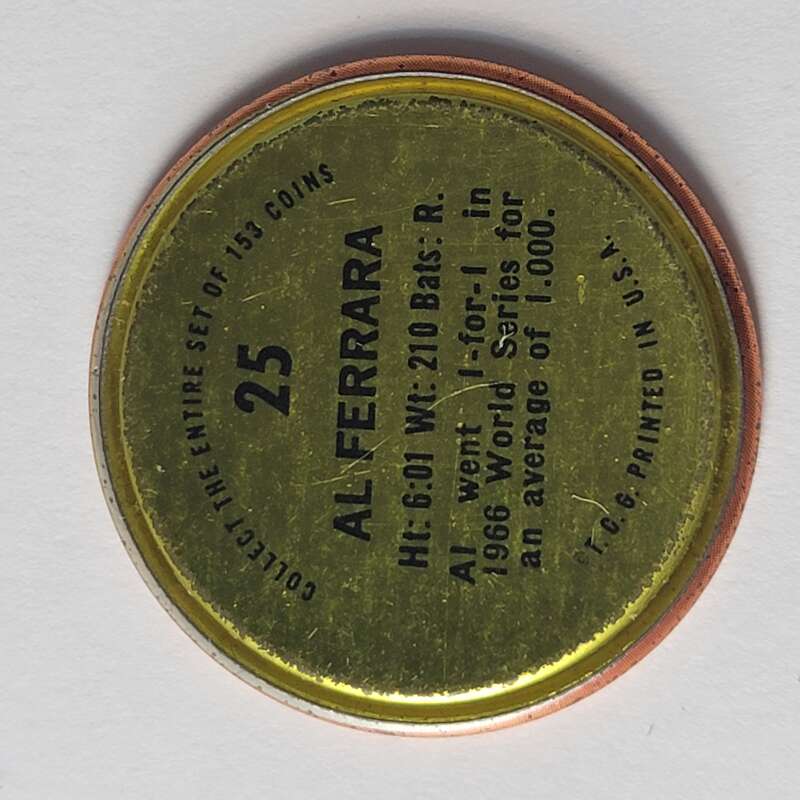 COLLECT THE ENTIRE SET OF 153 COINS
25
AL FERRARA
Ht: 6:01 Wt: 210 Bats: R.
Al went 1-for-1 in
1966 World Series for
an average of 1.000.
©T.C.G. PRINTED IN U.S.A.